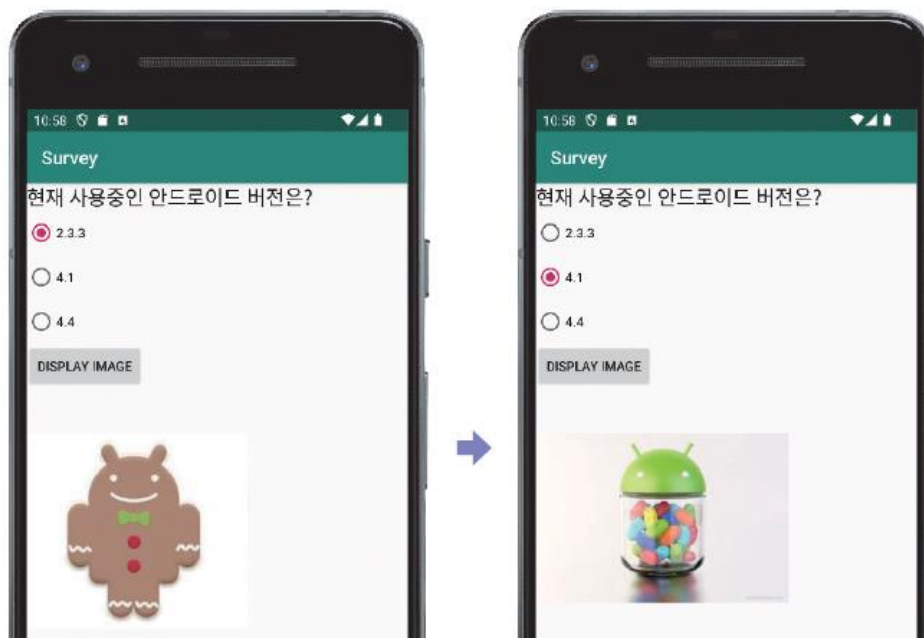 10:58
Survey
현재 사용중인 안드로이드 버전은?
2.3.3
4.1
4.4
DISPLAY IMAGE
10:58
Survey
현재 사용중인 안드로이드 버전은?
2.3.3
4.1
4.4
DISPLAY IMAGE